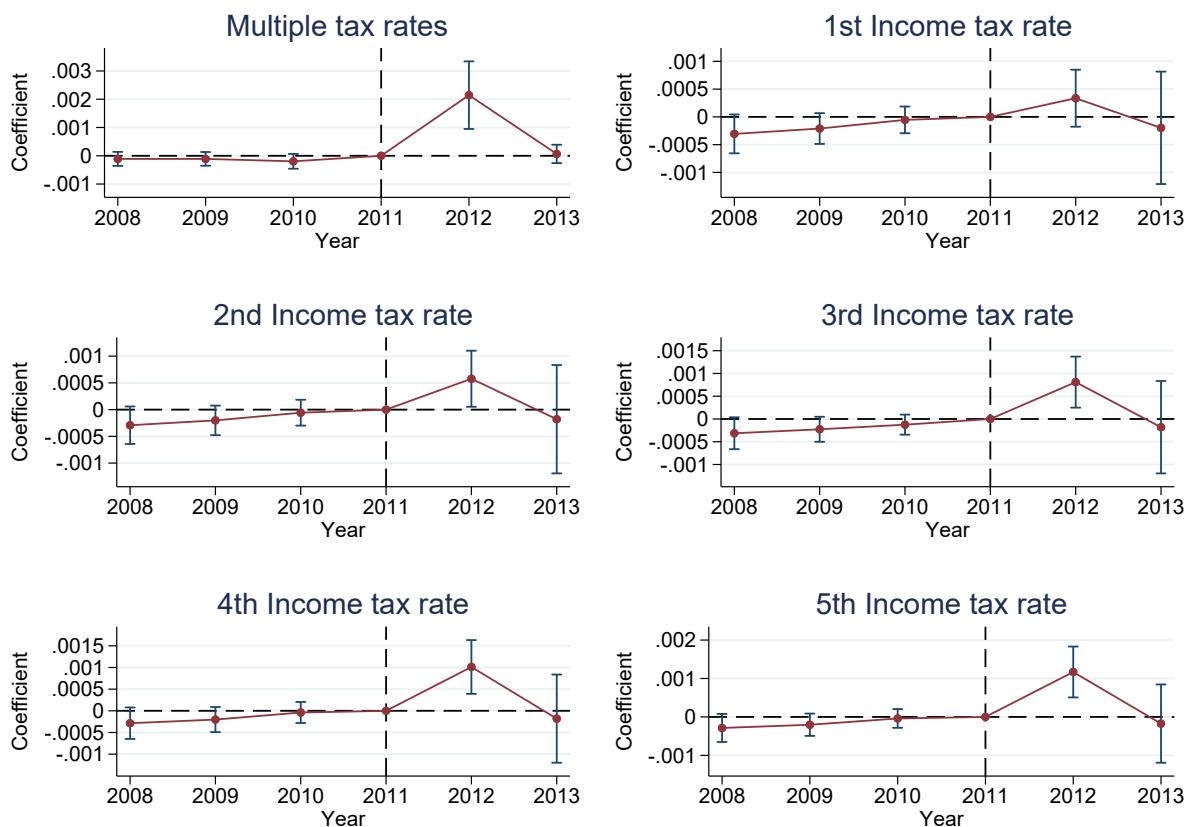 Multiple tax rates
Coefficient
.003
.002
.001
0
-.001
2008 2009 2010 2011 2012 2013
Year
1st Income tax rate
Coefficient
.001
.0005
0
-.0005
-.001
2008 2009 2010 2011 2012 2013
Year
2nd Income tax rate
Coefficient
.001
.0005
0
-.0005
-.001
2008 2009 2010 2011 2012 2013
Year
3rd Income tax rate
Coefficient
.0015
.001
.0005
0
-.0005
-.001
2008 2009 2010 2011 2012 2013
Year
4th Income tax rate
Coefficient
.0015
.001
.0005
0
-.0005
-.001
2008 2009 2010 2011 2012 2013
Year
5th Income tax rate
Coefficient
.002
.001
0
-.001
2008 2009 2010 2011 2012 2013
Year